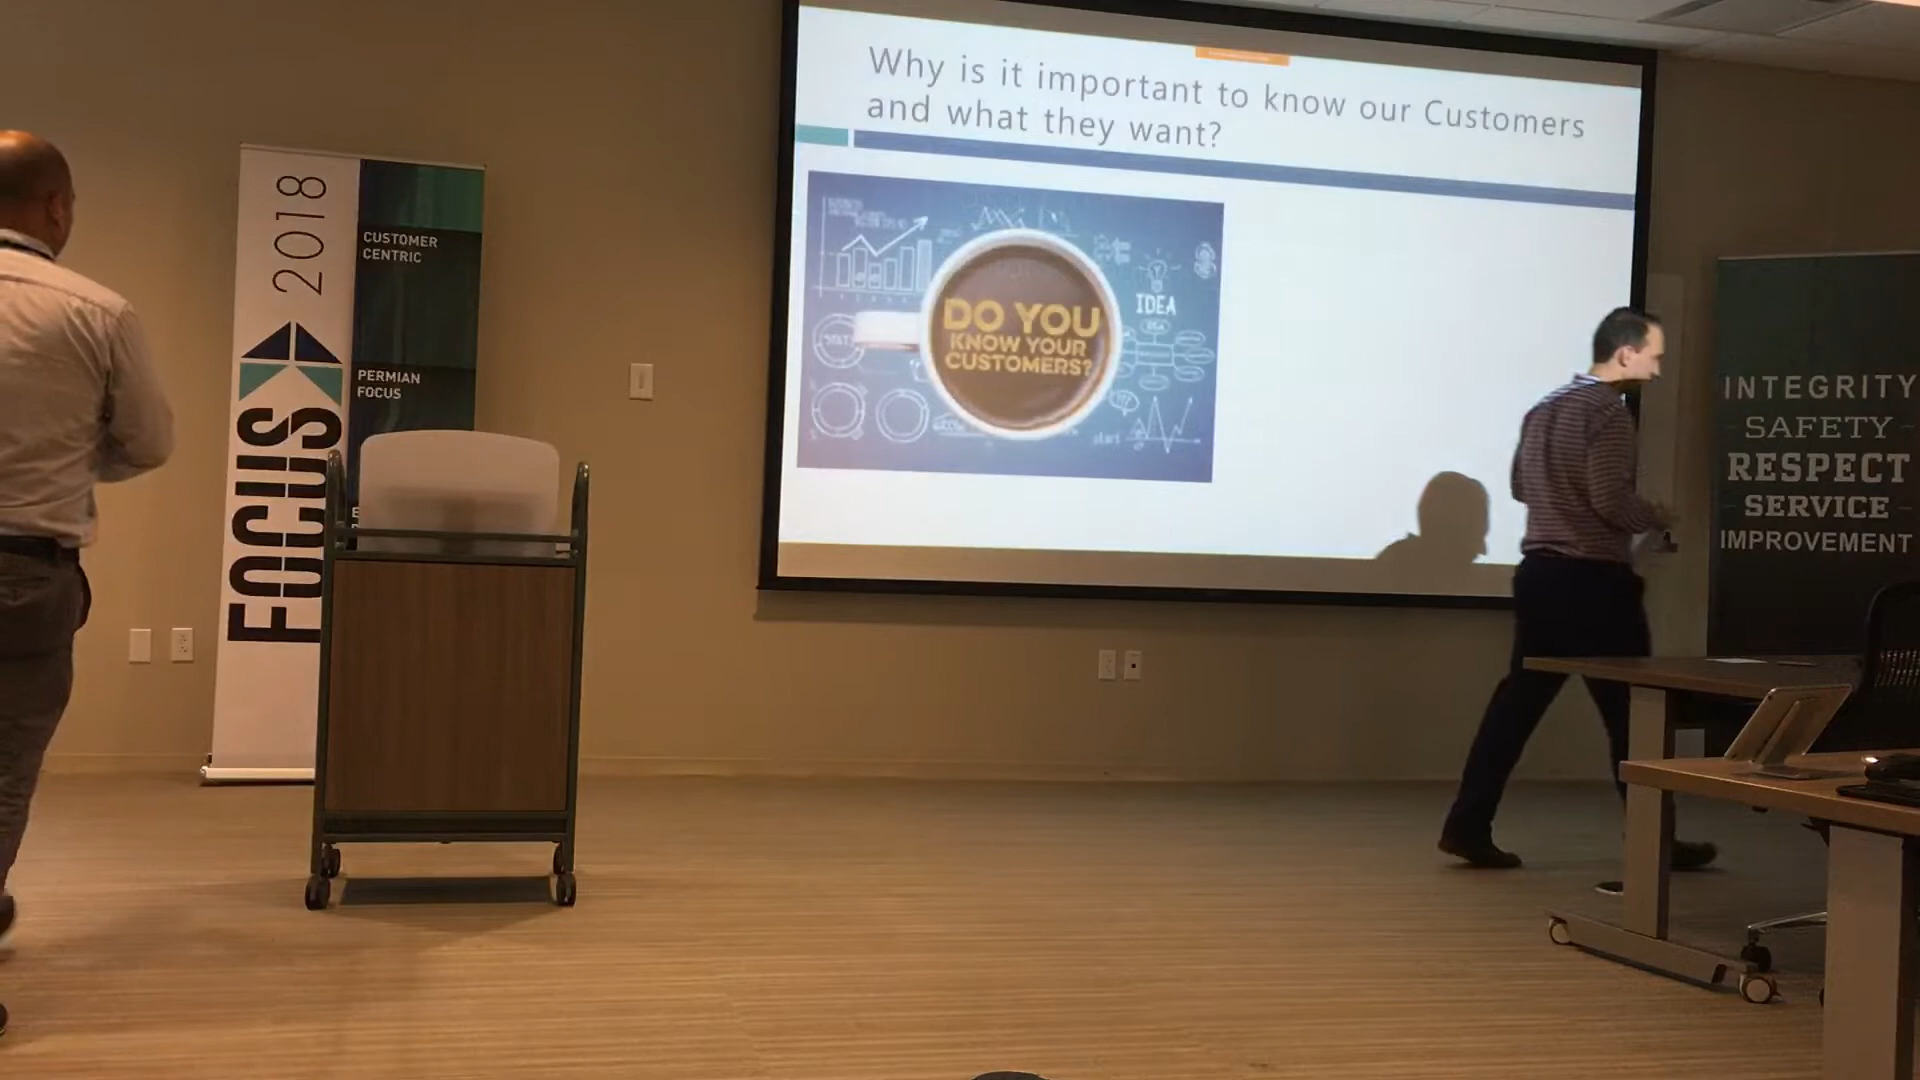 Why is it important to know our Customers
and what they want?
DO YOU
KNOW YOUR
CUSTOMERS?
IDEA
start
FOCUS 2018
CUSTOMER
CENTRIC
PERMIAN
FOCUS
INTEGRITY
SAFETY
RESPECT
SERVICE
IMPROVEMENT